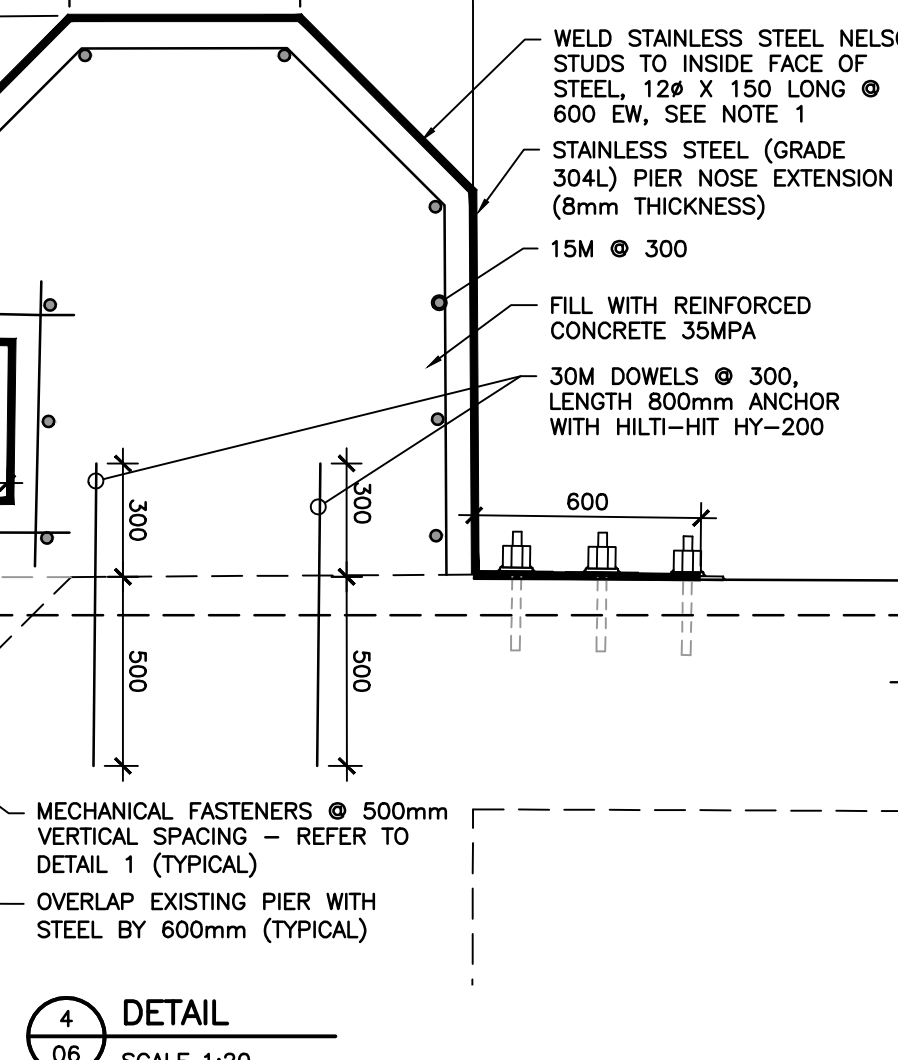 WELD STAINLESS STEEL
STUDS TO INSIDE FACE OF
STEEL, 12ø X 150 LONG @
600 EW, SEE NOTE 1
STAINLESS STEEL (GRADE
304L) PIER NOSE EXTENSION
(8mm THICKNESS)
15M @ 300
FILL WITH REINFORCED
CONCRETE 35MPA
30M DOWELS @ 300,
LENGTH 800mm ANCHOR
WITH HILTI-HIT HY-200
600
300
300
500
500
MECHANICAL FASTENERS @ 500mm
VERTICAL SPACING – REFER TO
DETAIL 1 (TYPICAL)
OVERLAP EXISTING PIER WITH
STEEL BY 600mm (TYPICAL)
4
DETAIL
06
SCALE 1:20